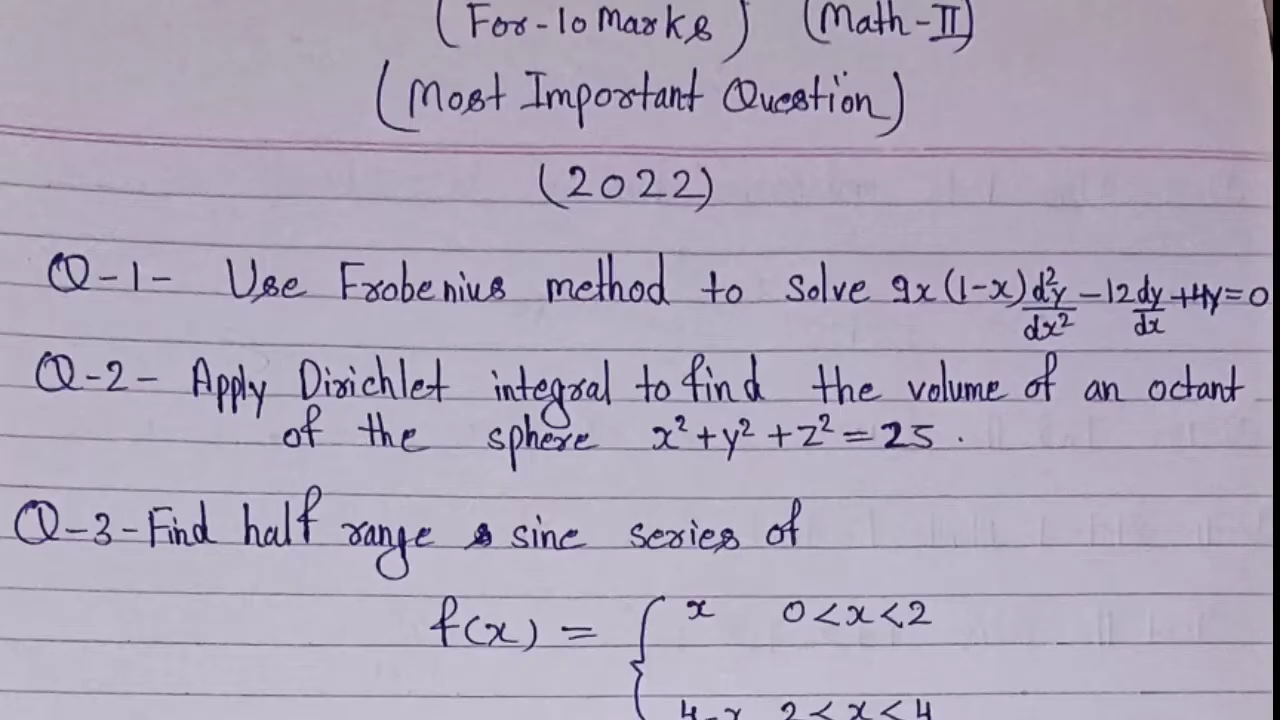 (For-10 Marks) (Math-II)
(Most Important Question)
(2022)
Q-1- Use Frobenius method to solve 9x(1-x)d²y/dx² -12dy/dx +4y=0
Q-2- Apply Dirichlet integral to find the volume of an octant
of the sphere x²+y²+z²=25.
Q-3-Find half range sine series of
f(x) = { x 0<x<2
4-x 2<x<4